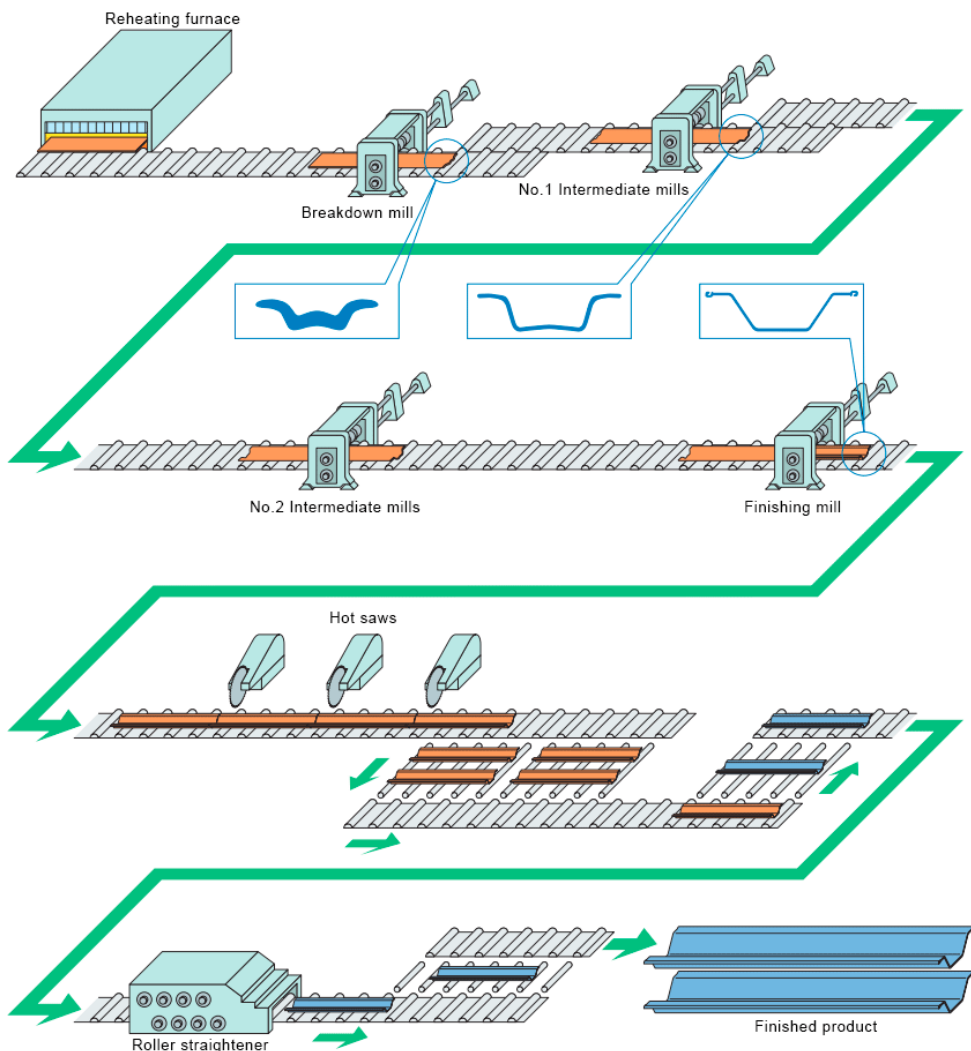 Reheating furnace
Breakdown mill
No.1 Intermediate mills
No.2 Intermediate mills
Finishing mill
Hot saws
Roller straightener
Finished product